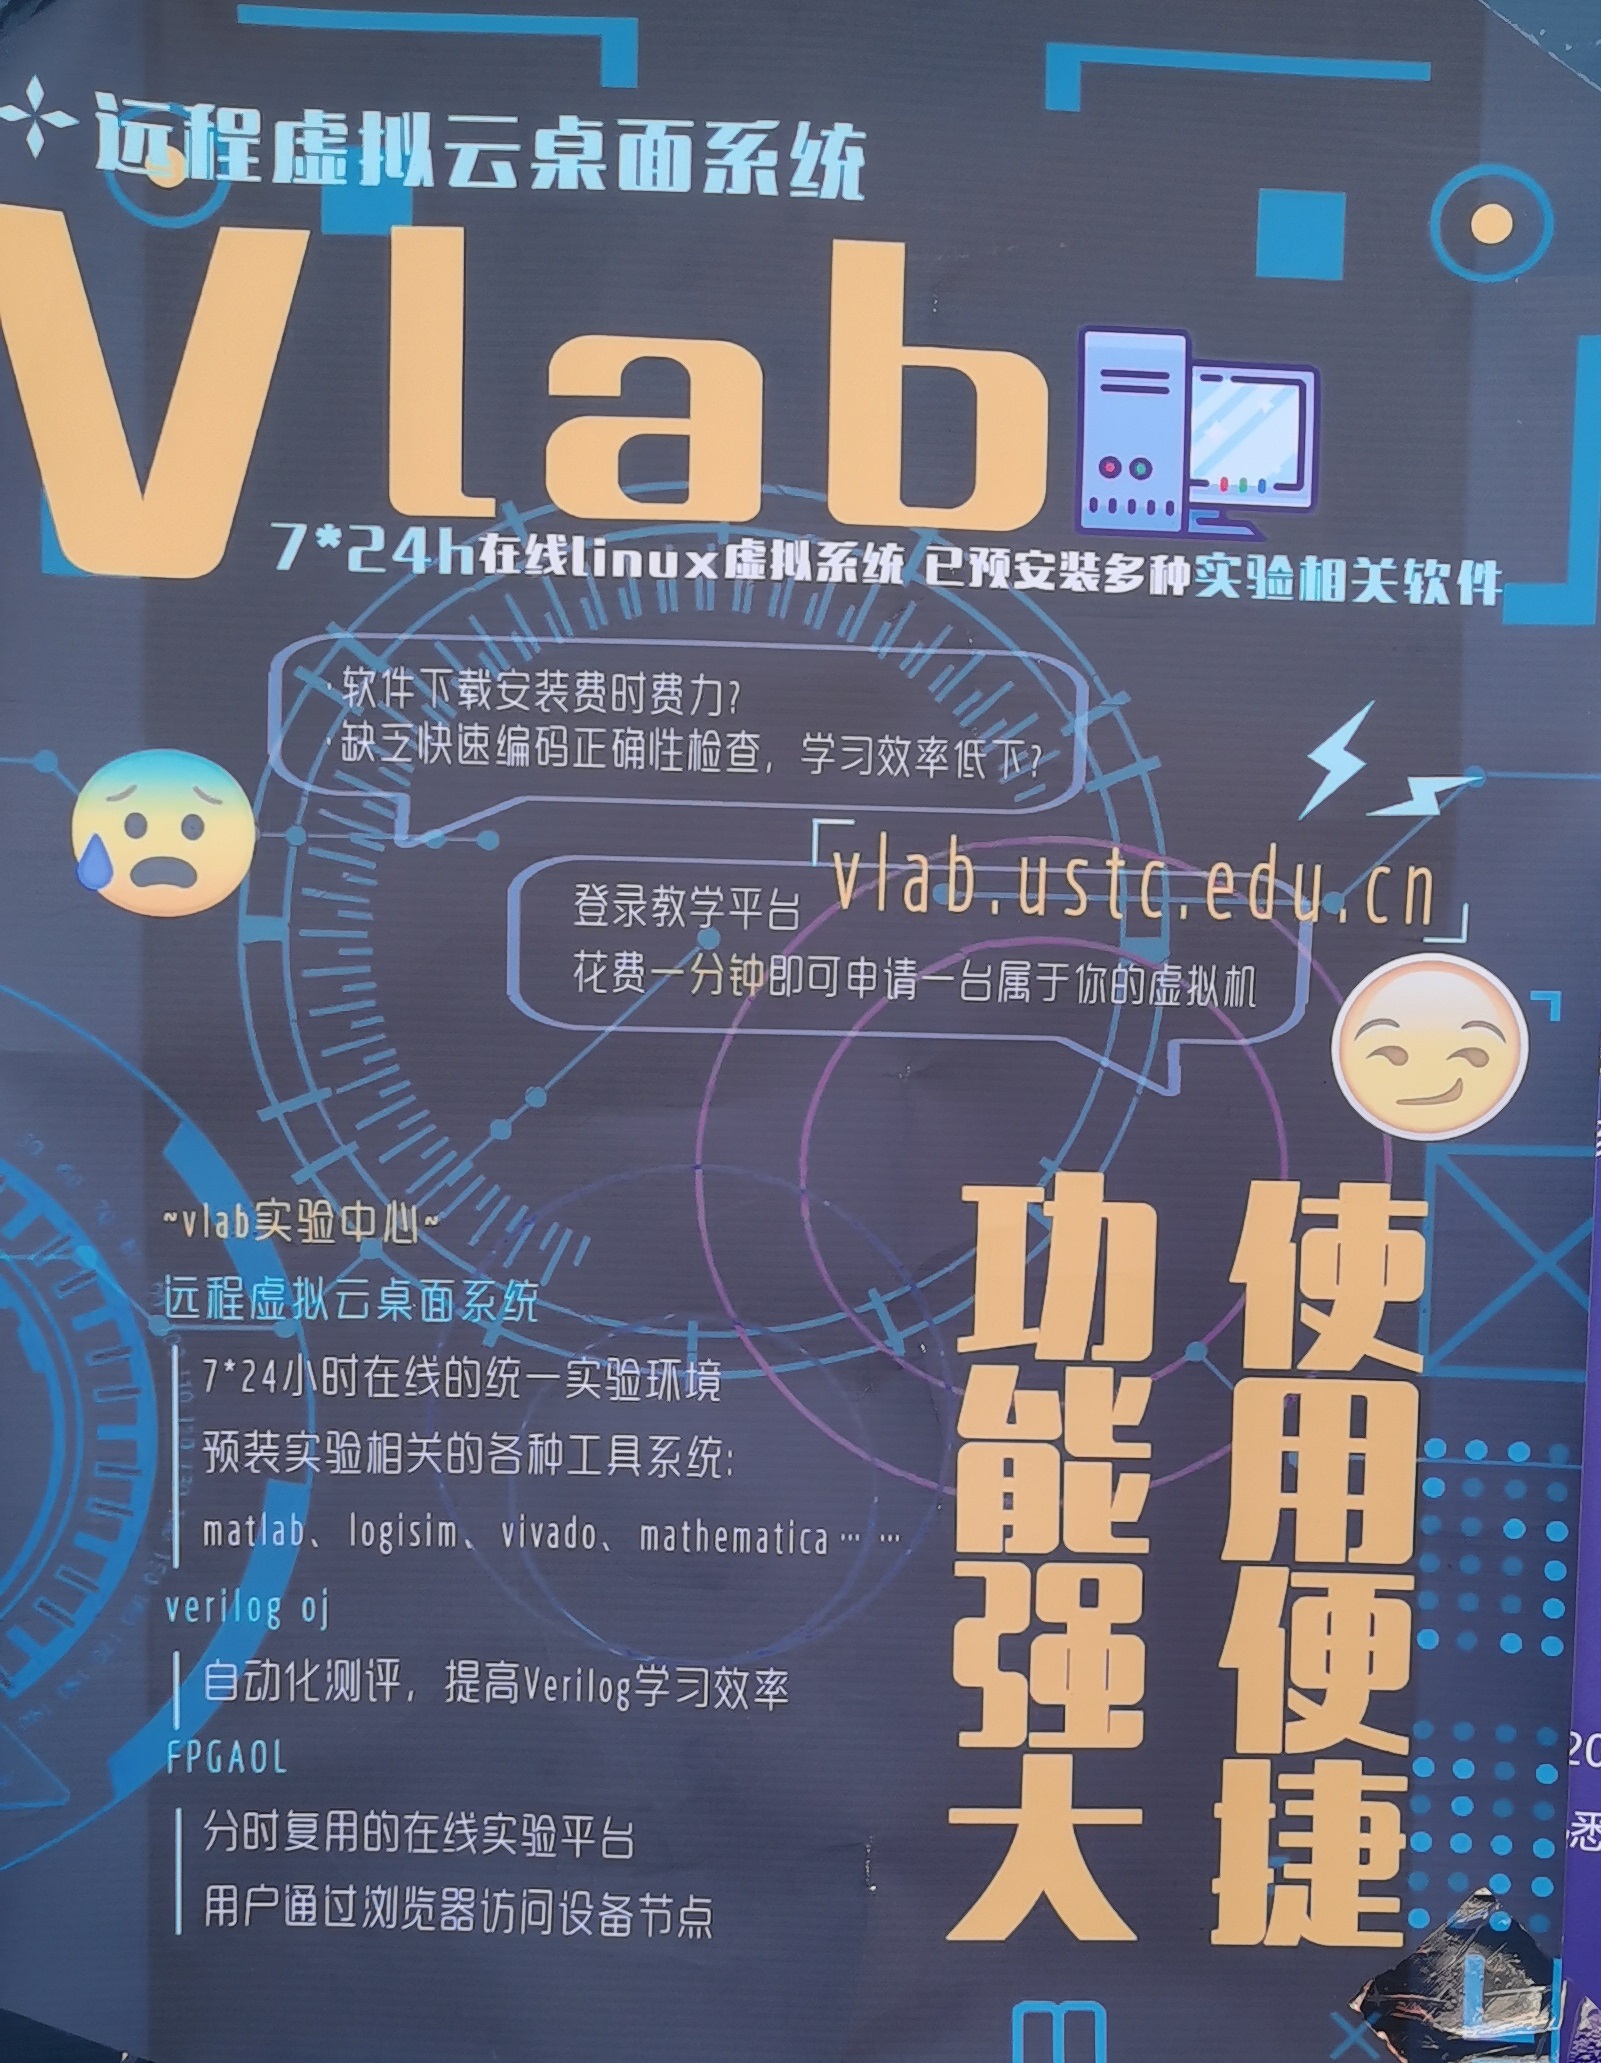 远程虚拟云桌面系统
Vlab
7*24h在线linux虚拟系统 已预安装多种实验相关软件
·软件下载安装费时费力?
·缺乏快速编码正确性检查，学习效率低下?
登录教学平台「vlab.ustc.edu.cn」
花费一分钟即可申请一台属于你的虚拟机
使用便捷
功能强大
~vlab实验中心~
远程虚拟云桌面系统
7*24小时在线的统一实验环境
预装实验相关的各种工具系统:
matlab、logisim、vivado、mathematica……
verilog oj
自动化测评，提高Verilog学习效率
FPGAOL
分时复用的在线实验平台
用户通过浏览器访问设备节点
20
悉